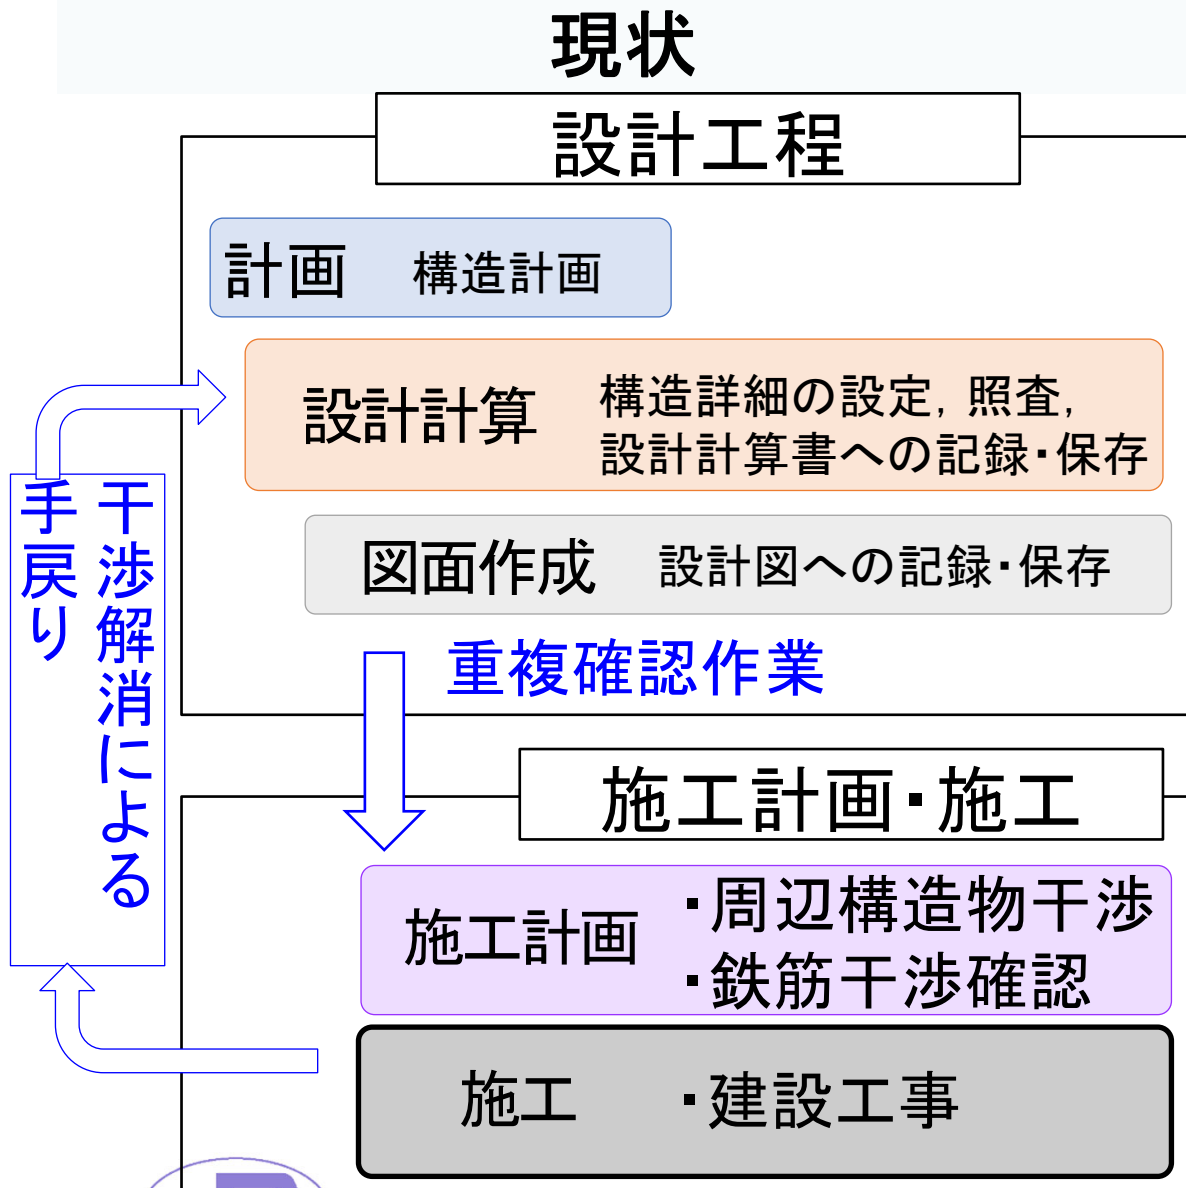 現状
設計工程
計画 構造計画
設計計算 構造詳細の設定，照査，
設計計算書への記録・保存
図面作成 設計図への記録・保存
重複確認作業
干渉解消による
手戻り
施工計画・施工
施工計画 ・周辺構造物干渉
・鉄筋干渉確認
施工 ・建設工事